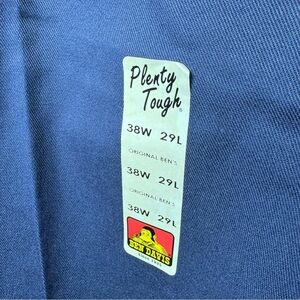 Plenty
Tough
38W 29L
ORIGINAL BEN'S
38W 29L
ORIGINAL BEN'S
38W 29L
BEN DAVIS